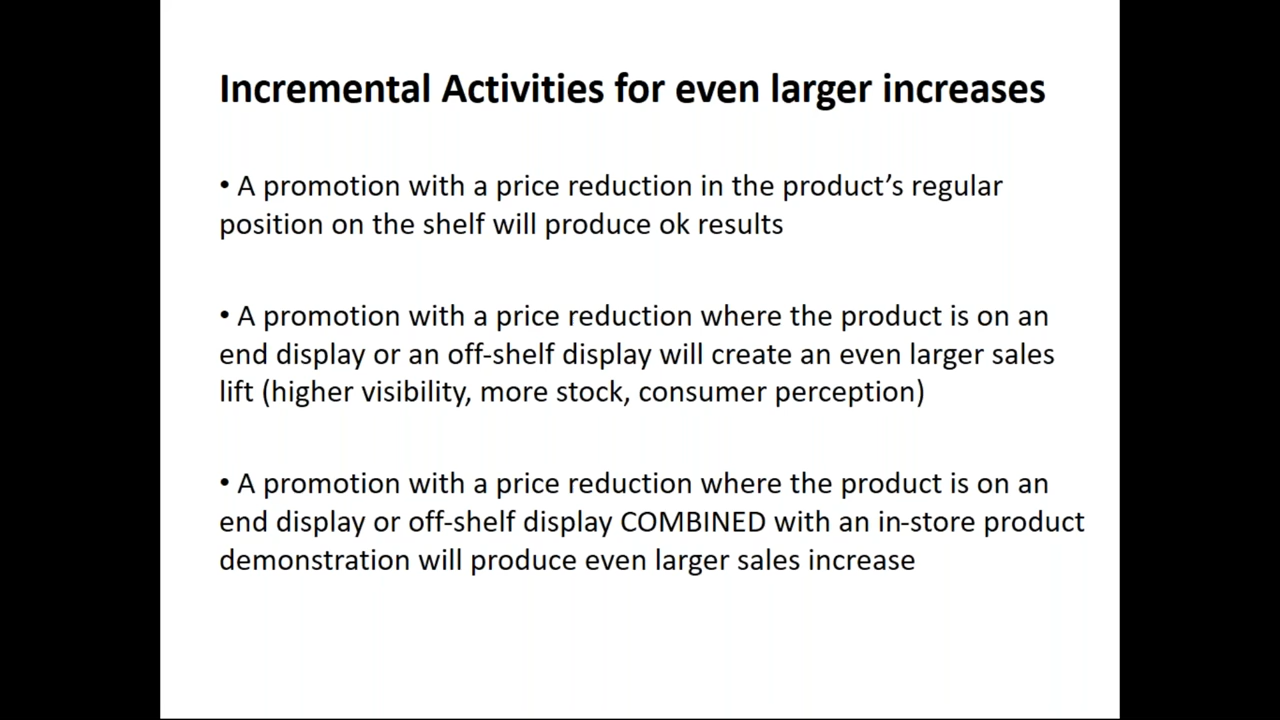 Incremental Activities for even larger increases
• A promotion with a price reduction in the product’s regular
position on the shelf will produce ok results
• A promotion with a price reduction where the product is on an
end display or an off-shelf display will create an even larger sales
lift (higher visibility, more stock, consumer perception)
• A promotion with a price reduction where the product is on an
end display or off-shelf display COMBINED with an in-store product
demonstration will produce even larger sales increase